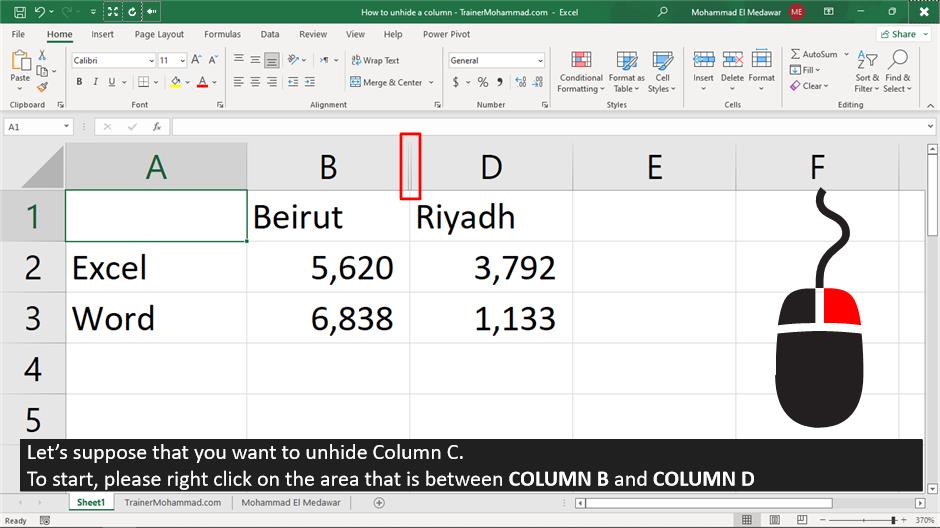 How to unhide a column - TrainerMohammad.com - Excel
Mohammad El Medawar ME
File Home Insert Page Layout Formulas Data Review View Help Power Pivot Share
Paste
Clipboard
Calibri 11 A A
B I U A
Font
Wrap Text
Merge & Center
Alignment
General
$ % 9
Number
Conditional Formatting
Format as Table
Cell Styles
Styles
Insert Delete Format
Cells
AutoSum
Fill
Clear
Sort & Filter
Find & Select
Editing
A1 fx
A B D E F
1 Beirut Riyadh
2 Excel 5,620 3,792
3 Word 6,838 1,133
4
5
Let's suppose that you want to unhide Column C.
To start, please right click on the area that is between COLUMN B and COLUMN D
Sheet1 TrainerMohammad.com Mohammad El Medawar
Ready 370%